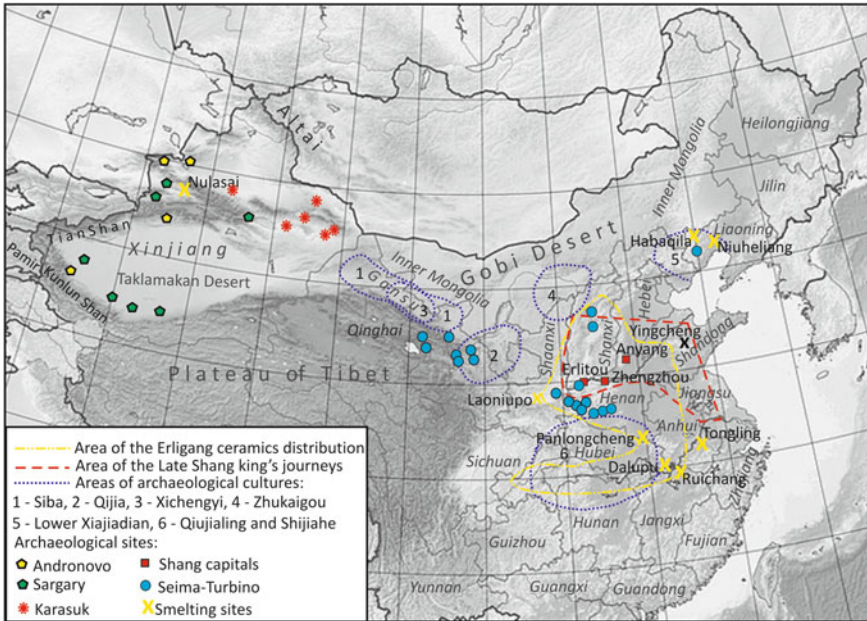 Heilongjiang
Altai
Inner Mongolia
Jilin
Nulasai
Liaoning
Habaqila
Niuheliang
5
TianShan
Xinjiang
Gobi Desert
Pamir
Kunlun Shan
Taklamakan Desert
Inner Mongolia
1
Gansu
3
1
4
Hebei
Qinghai
2
Shaanxi
Shanxi
Yingcheng
Shandong
Anyang
Plateau of Tibet
Erlitou
Zhengzhou
Laoniupo
Henan
Jiangsu
Anhui
Panlongcheng
Tongling
6
Hubei
Sichuan
Dalupu
Ruichang
Zhejiang
Hunan
Jangxi
Guizhou
Fujian
Yunnan
Guangxi
Guandong
Area of the Erligang ceramics distribution
Area of the Late Shang king's journeys
Areas of archaeological cultures:
1 - Siba, 2 - Qijia, 3 - Xichengyi, 4 - Zhukaigou
5 - Lower Xiajiadian, 6 - Qiujialing and Shijiahe
Archaeological sites:
Andronovo
Shang capitals
Sargary
Seima-Turbino
Karasuk
Smelting sites